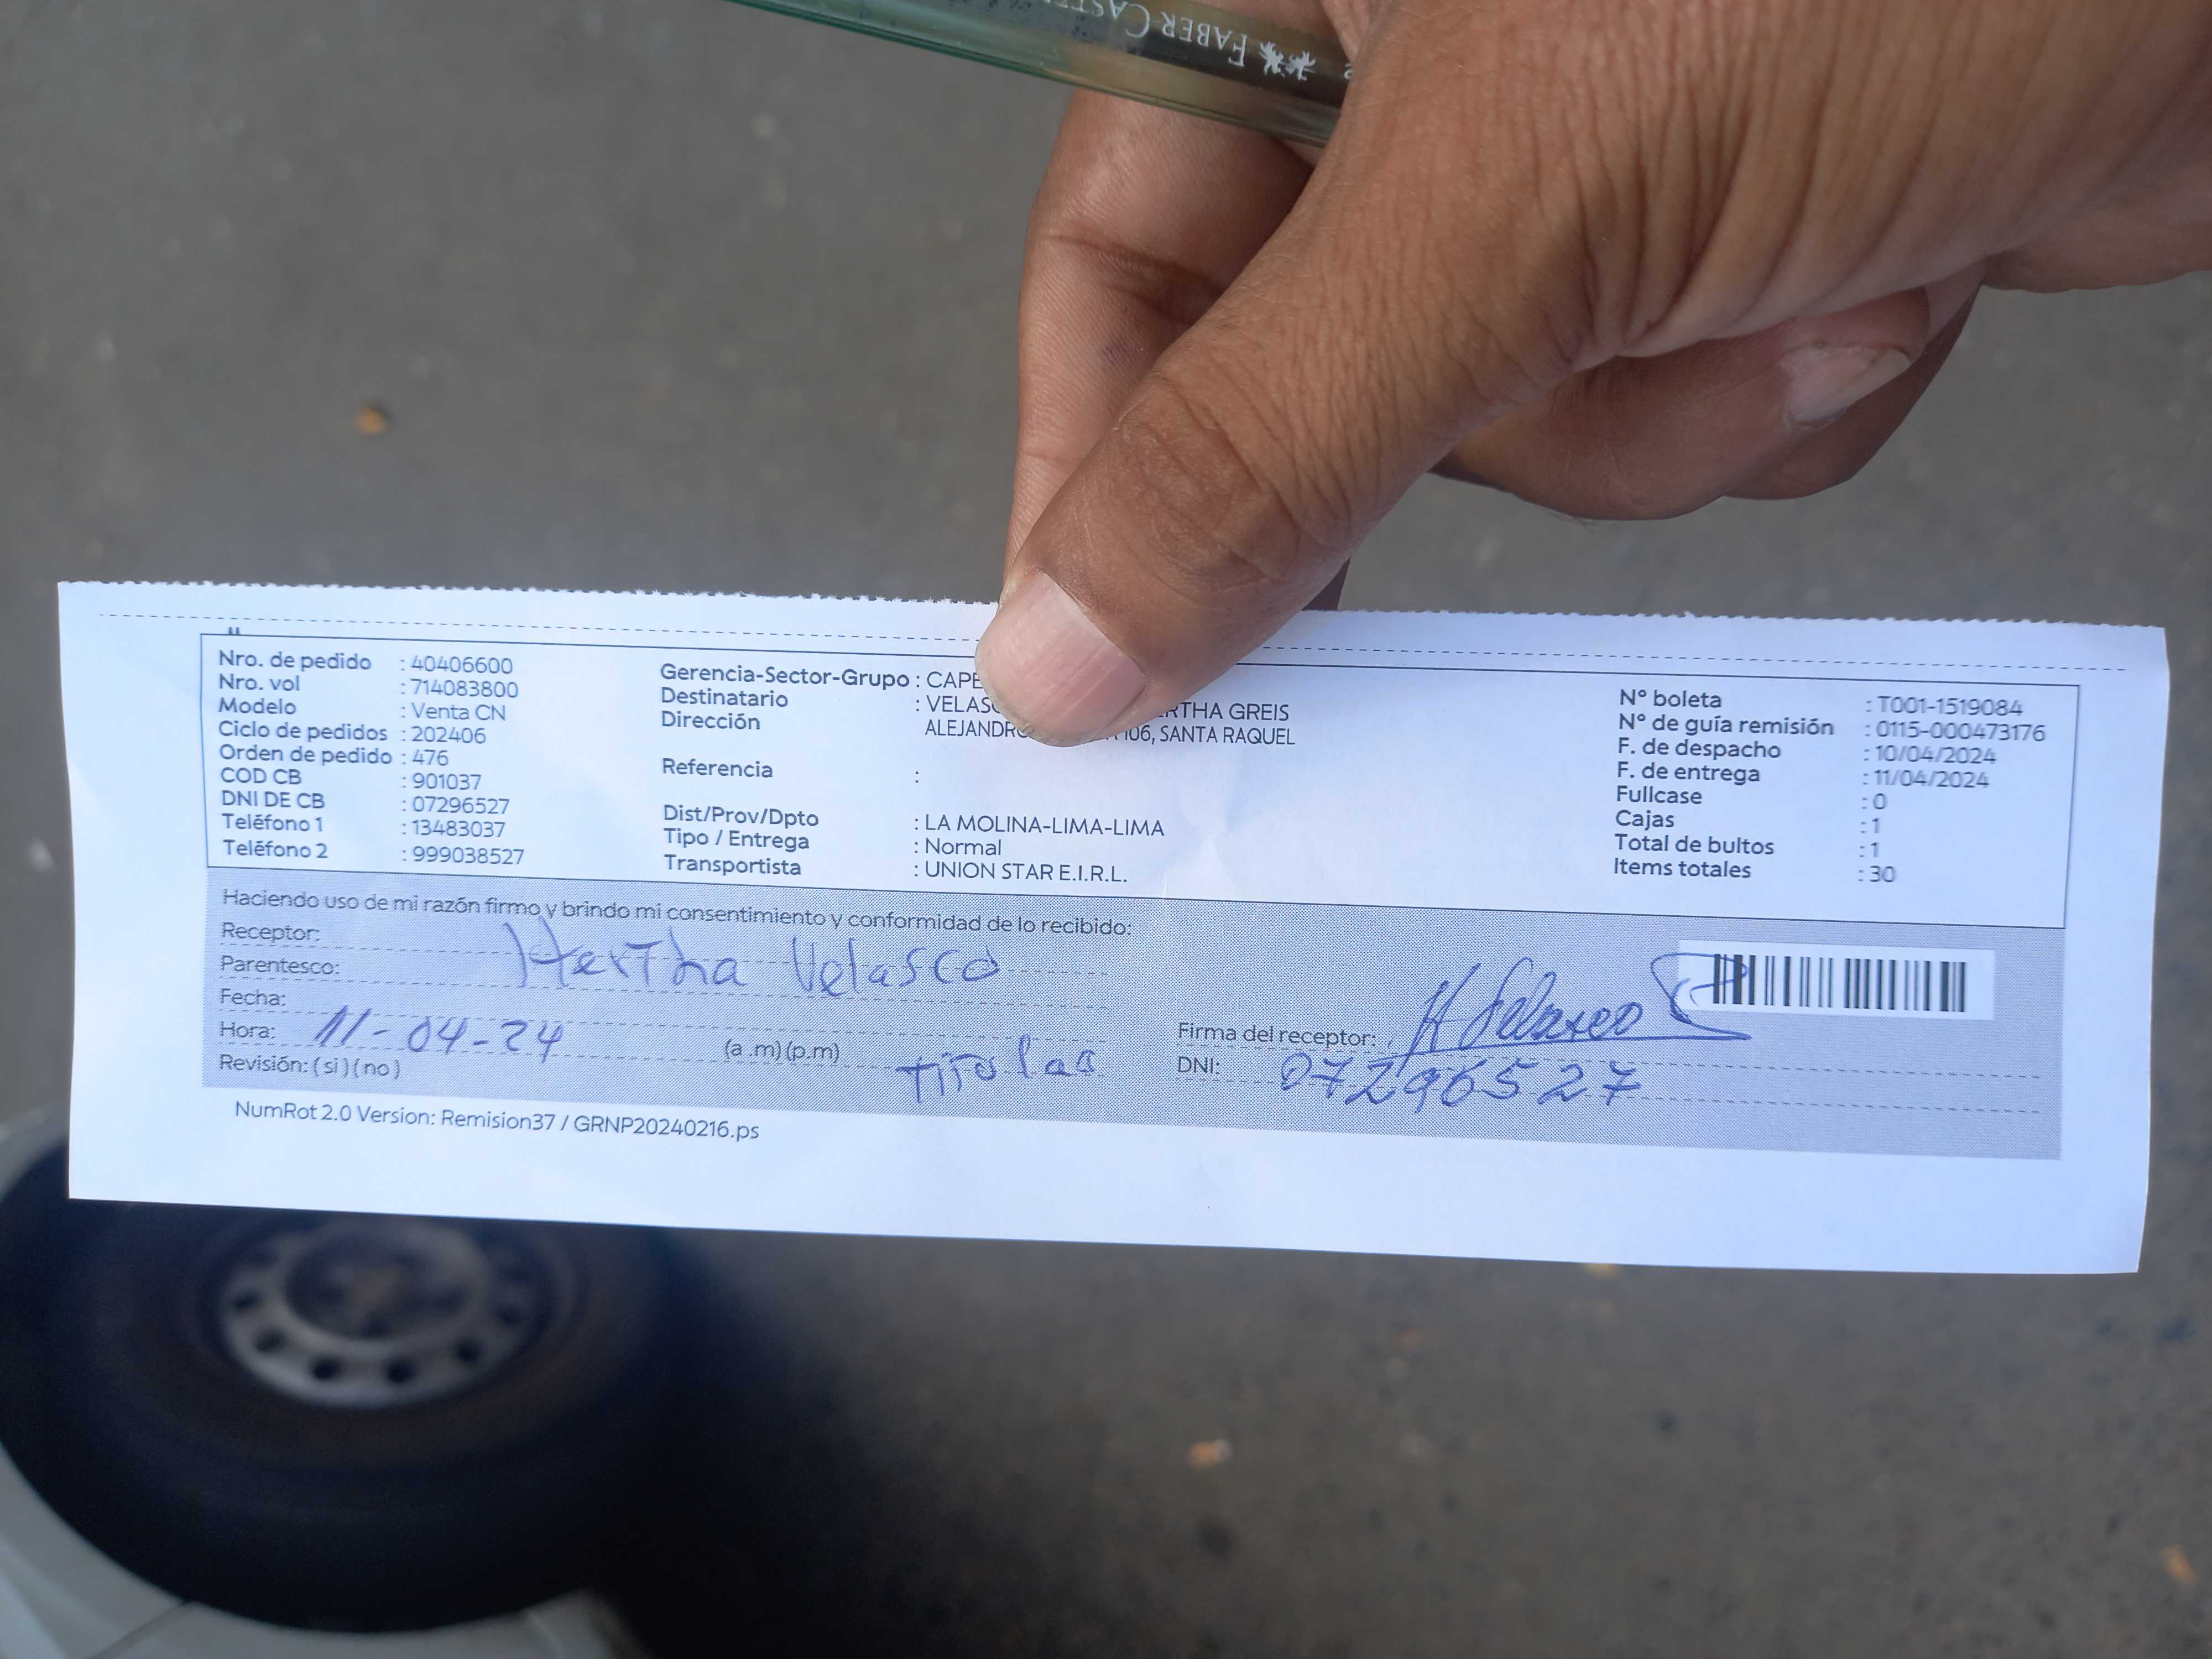 FABER CASTE
Nro. de pedido : 40406600
Nro. vol : 714083800
Modelo : Venta CN
Ciclo de pedidos : 202406
Orden de pedido : 476
COD CB : 901037
DNI DE CB : 07296527
Teléfono 1 : 13483037
Teléfono 2 : 999038527
Gerencia-Sector-Grupo : CAPE
Destinatario : VELASC ERTHA GREIS
Dirección ALEJANDRO 106, SANTA RAQUEL
Referencia :
Dist/Prov/Dpto : LA MOLINA-LIMA-LIMA
Tipo / Entrega : Normal
Transportista : UNION STAR E.I.R.L.
N° boleta : T001-1519084
N° de guía remisión : 0115-000473176
F. de despacho : 10/04/2024
F. de entrega : 11/04/2024
Fullcase : 0
Cajas : 1
Total de bultos : 1
Items totales : 30
Haciendo uso de mi razón firmo y brindo mi consentimiento y conformidad de lo recibido:
Receptor: Hertha Velasco
Parentesco:
Fecha:
Hora: 11-04-24 (a .m) (p.m)
Revisión: ( si ) ( no )
Firma del receptor: H Velasco
DNI: 07296527
NumRot 2.0 Version: Remision37 / GRNP20240216.ps